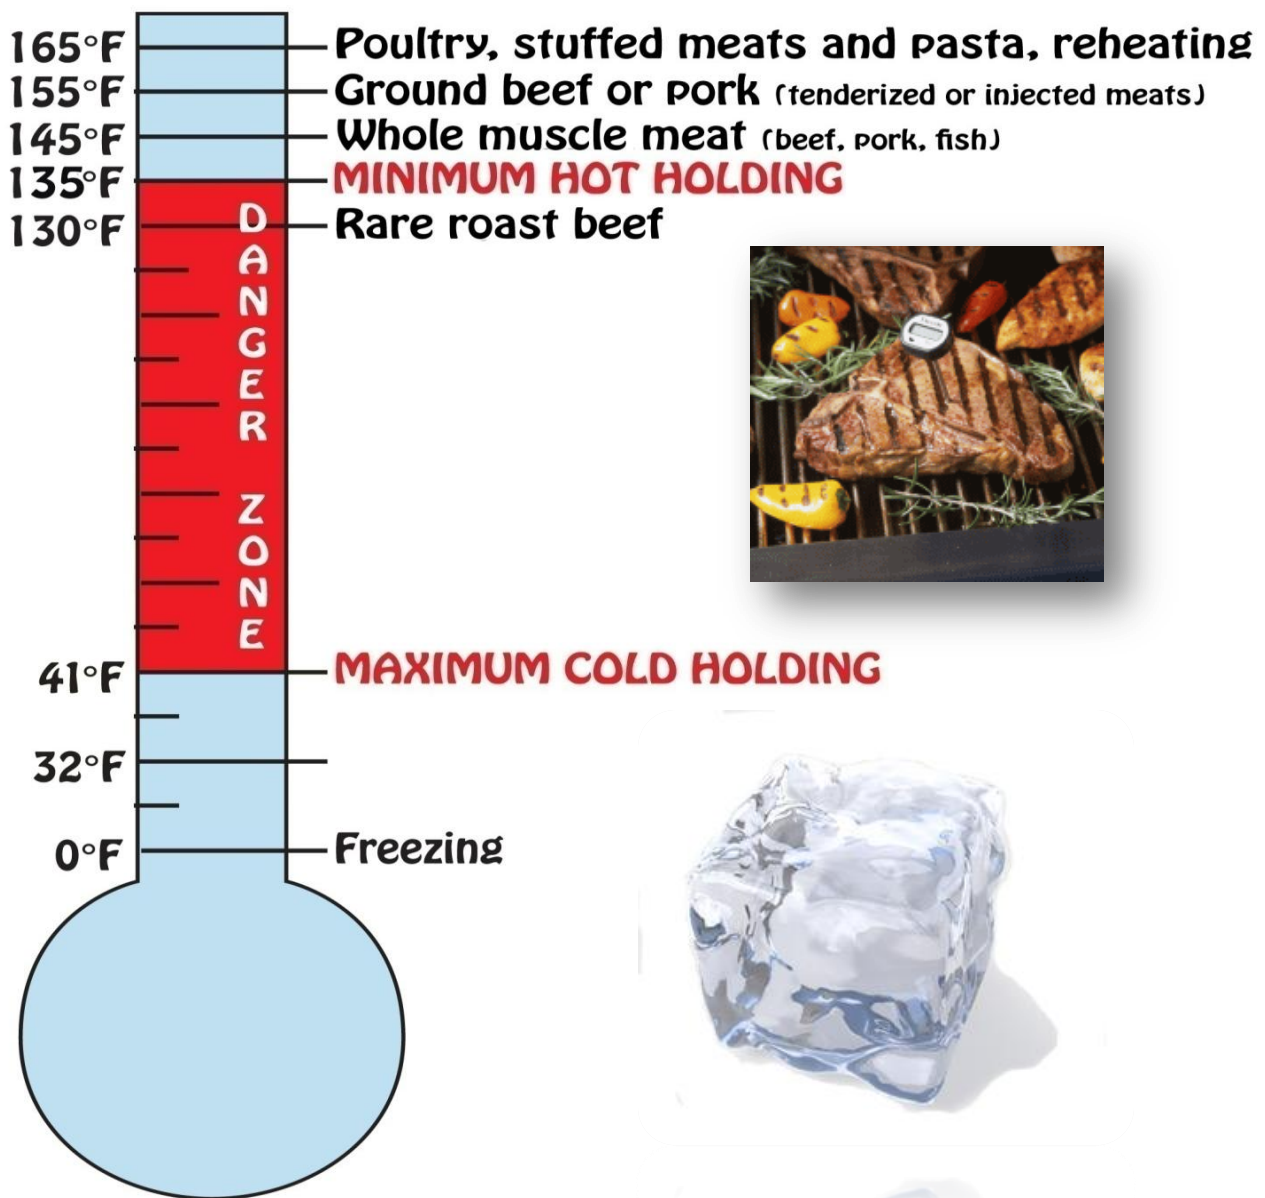 165°F Poultry, stuffed meats and pasta, reheating
155°F Ground beef or pork (tenderized or injected meats)
145°F Whole muscle meat (beef, pork, fish)
135°F MINIMUM HOT HOLDING
130°F Rare roast beef
DANGER ZONE
41°F MAXIMUM COLD HOLDING
32°F
0°F Freezing